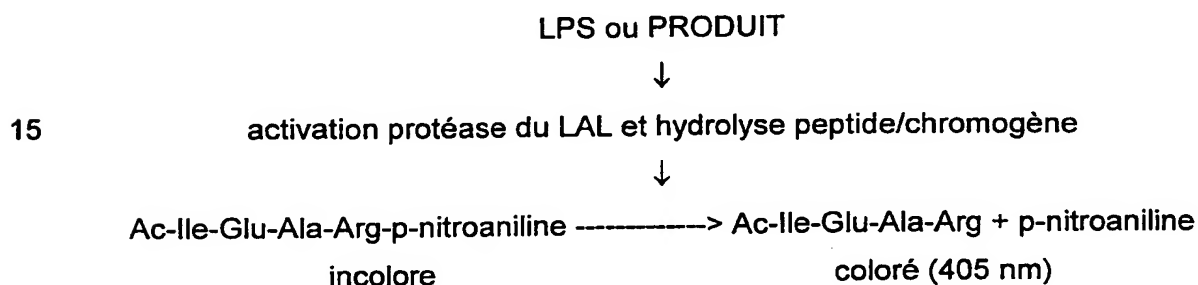 LPS ou PRODUIT
↓
15 activation protéase du LAL et hydrolyse peptide/chromogène
↓
Ac-Ile-Glu-Ala-Arg-p-nitroaniline -------------> Ac-Ile-Glu-Ala-Arg + p-nitroaniline
incolore coloré (405 nm)